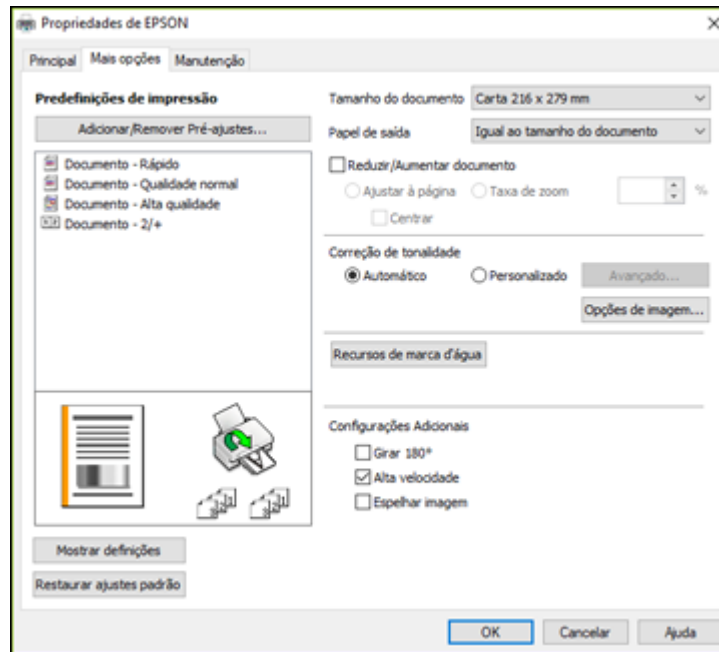 Propriedades de EPSON
Principal
Mais opções
Manutenção
Predefinições de impressão
Adicionar/Remover Pré-ajustes...
Documento - Rápido
Documento - Qualidade normal
Documento - Alta qualidade
Documento - 2/+
Mostrar definições
Restaurar ajustes padrão
Tamanho do documento Carta 216 x 279 mm
Papel de saída Igual ao tamanho do documento
Reduzir/Aumentar documento
Ajustar à página Taxa de zoom %
Centrar
Correção de tonalidade
Automático Personalizado Avançado...
Opções de imagem...
Recursos de marca d'água
Configurações Adicionais
Girar 180°
Alta velocidade
Espelhar imagem
OK Cancelar Ajuda